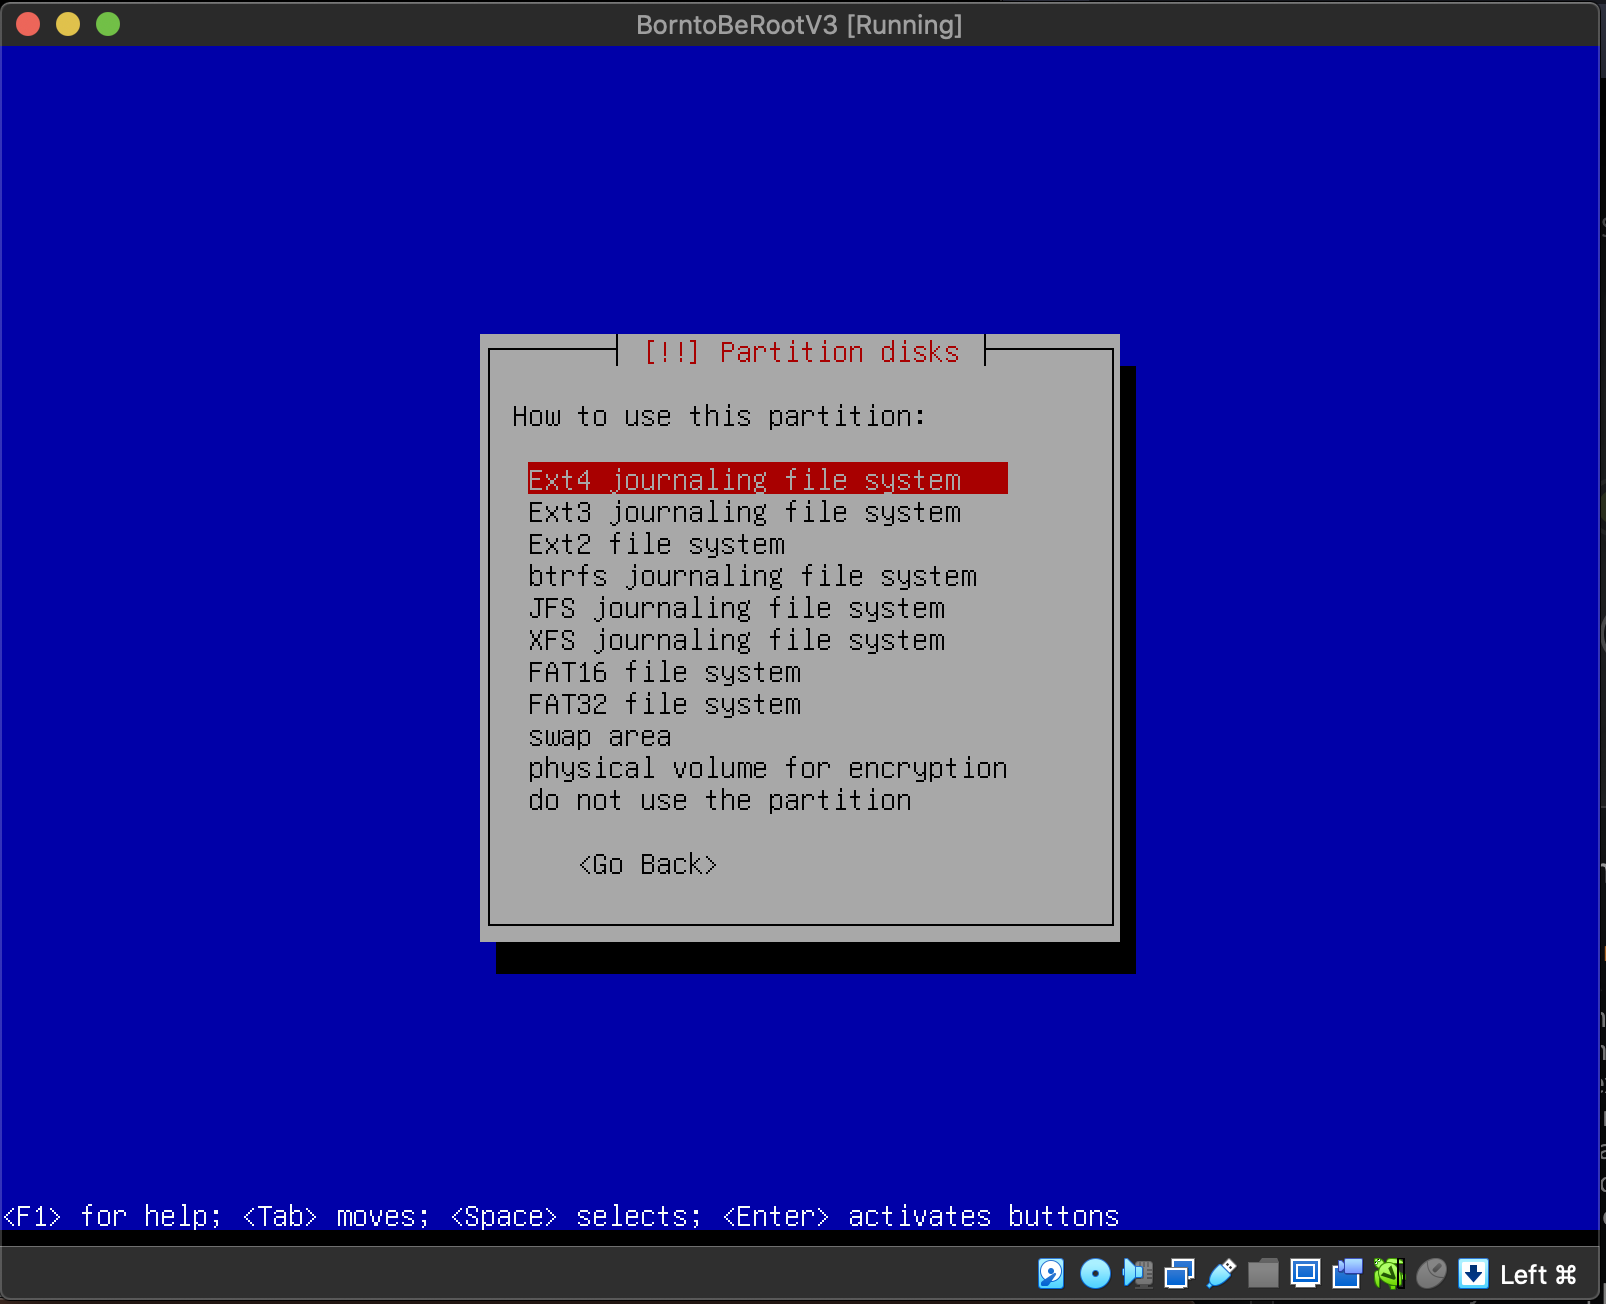 BorntoBeRootV3 [Running]
[!!] Partition disks
How to use this partition:
Ext4 journaling file system
Ext3 journaling file system
Ext2 file system
btrfs journaling file system
JFS journaling file system
XFS journaling file system
FAT16 file system
FAT32 file system
swap area
physical volume for encryption
do not use the partition
<Go Back>
<F1> for help; <Tab> moves; <Space> selects; <Enter> activates buttons
Left ⌘